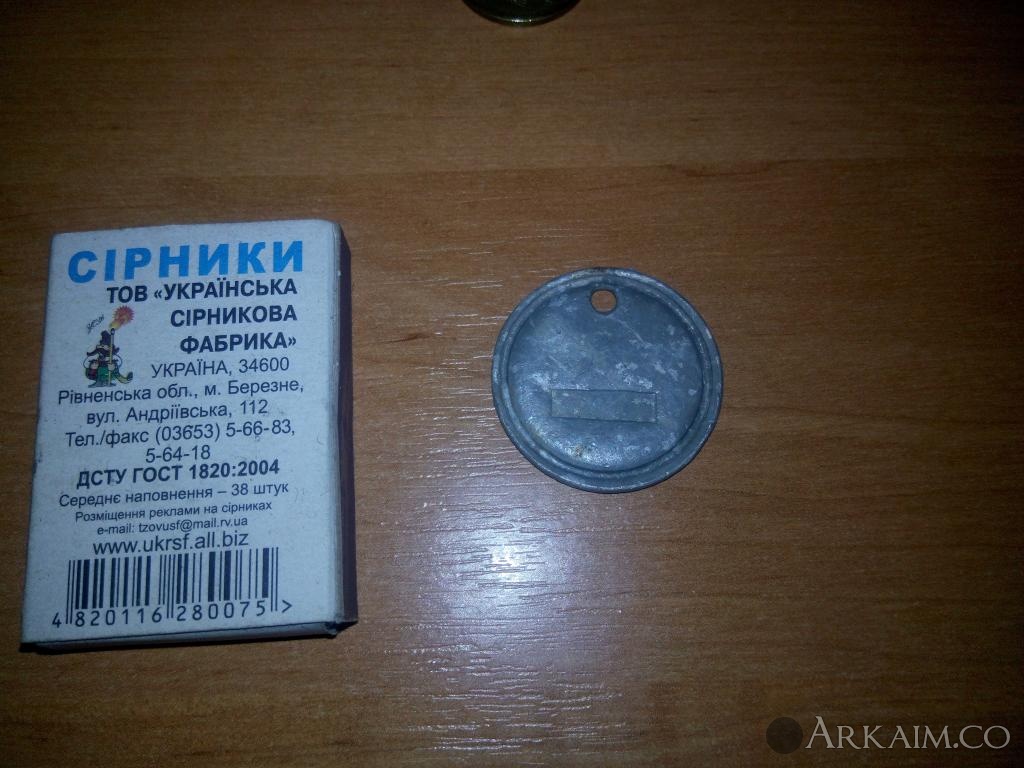 СІРНИКИ
ТОВ «УКРАЇНСЬКА
СІРНИКОВА
ФАБРИКА»
УКРАЇНА, 34600
Рівненська обл., м. Березне,
вул. Андріївська, 112
Тел./факс (03653) 5-66-83,
5-64-18
ДСТУ ГОСТ 1820:2004
Середнє наповнення – 38 штук
Розміщення реклами на сірниках
e-mail: tzovusf@mail.rv.ua
www.ukrsf.all.biz
4 820116 280075 >
ARKAIM.CO